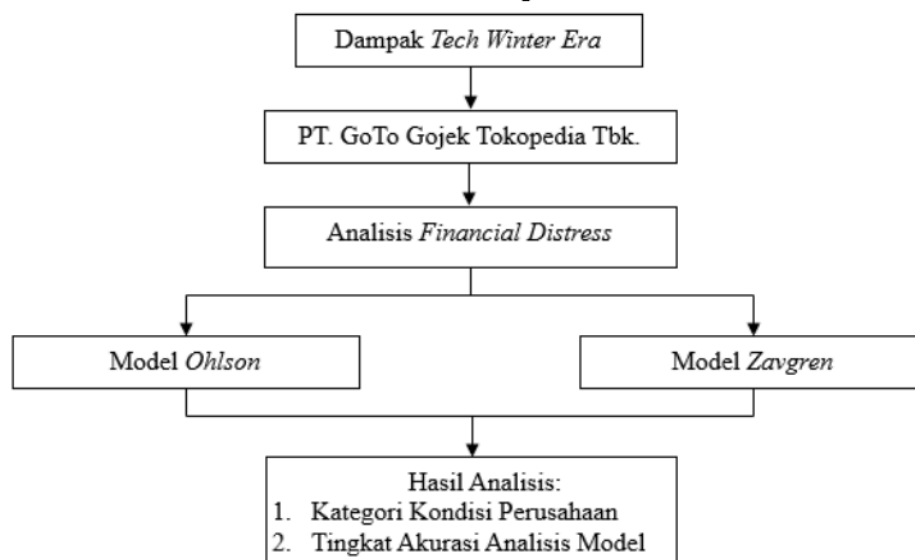 Dampak Tech Winter Era
PT. GoTo Gojek Tokopedia Tbk.
Analisis Financial Distress
Model Ohlson
Model Zavgren
Hasil Analisis:
1. Kategori Kondisi Perusahaan
2. Tingkat Akurasi Analisis Model